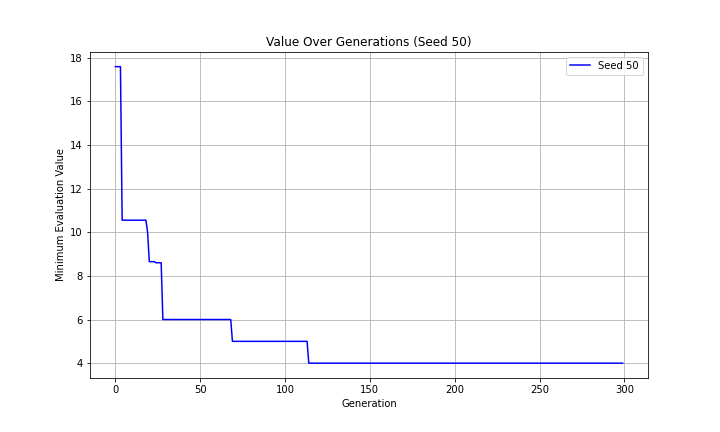 Value Over Generations (Seed 50)
Seed 50
18
16
14
12
10
8
6
4
Minimum Evaluation Value
0 50 100 150 200 250 300
Generation